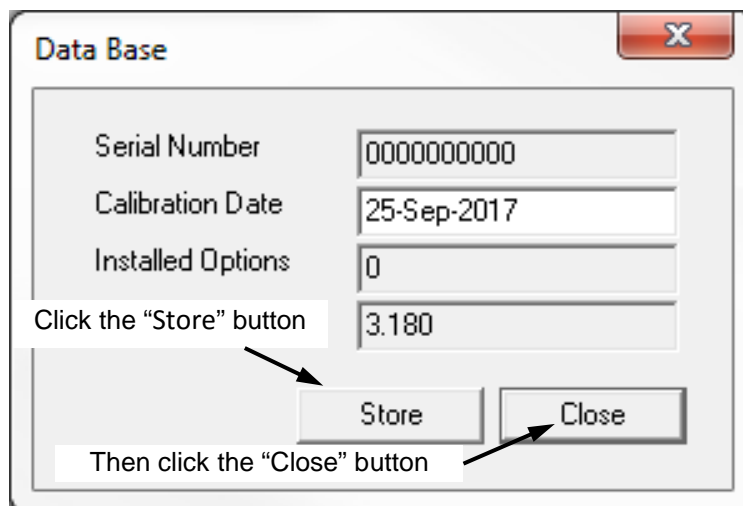 Data Base
Serial Number 0000000000
Calibration Date 25-Sep-2017
Installed Options 0
Click the “Store” button 3.180
Store Close
Then click the “Close” button